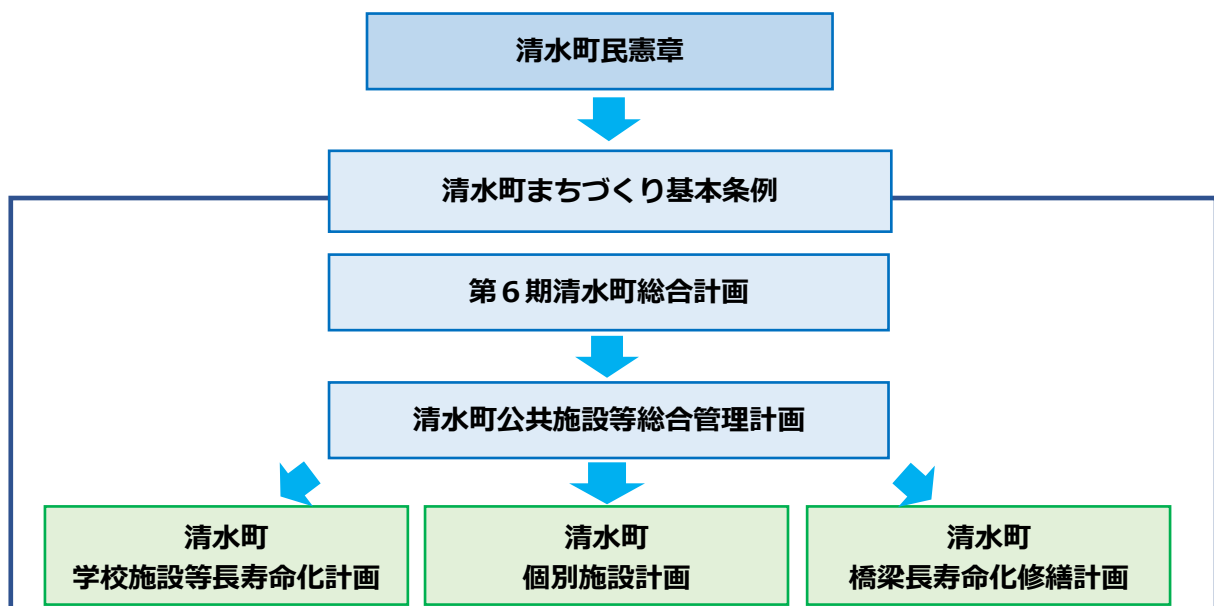 清水町民憲章
清水町まちづくり基本条例
第６期清水町総合計画
清水町公共施設等総合管理計画
清水町
学校施設等長寿命化計画
清水町
個別施設計画
清水町
橋梁長寿命化修繕計画